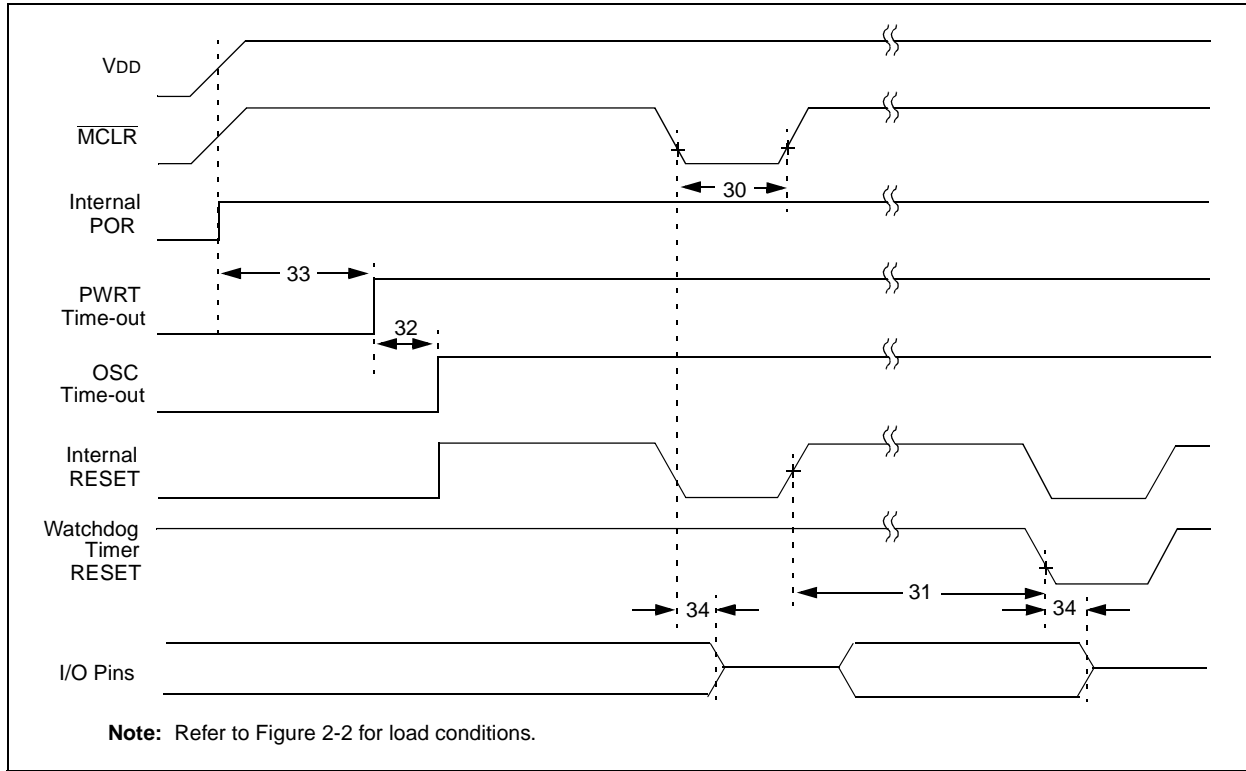 VDD
MCLR
30
Internal
POR
33
PWRT
Time-out
32
OSC
Time-out
Internal
RESET
Watchdog
Timer
RESET
31
34
34
I/O Pins
Note: Refer to Figure 2-2 for load conditions.